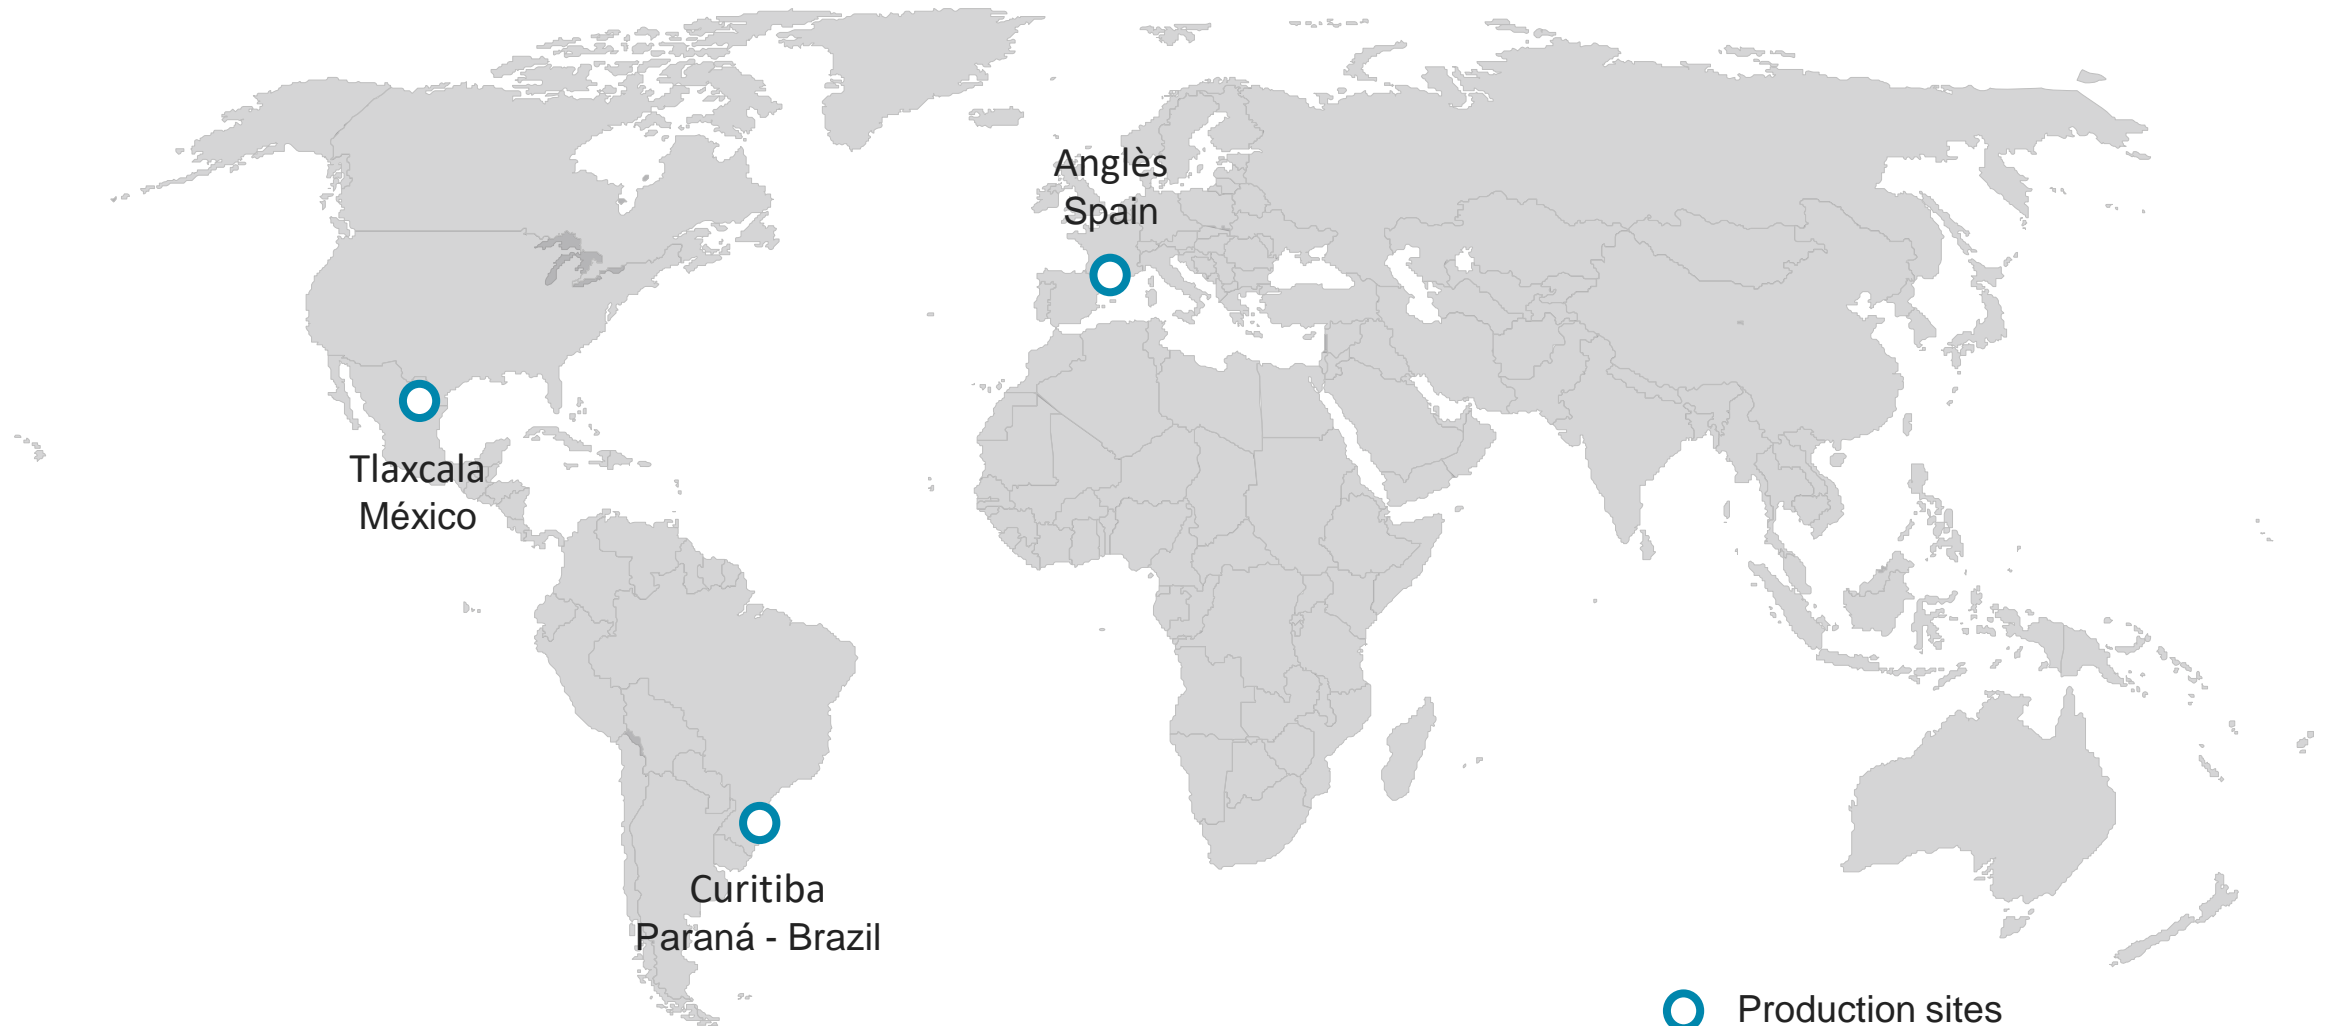 Anglès
Spain
Tlaxcala
México
Curitiba
Paraná - Brazil
Production sites